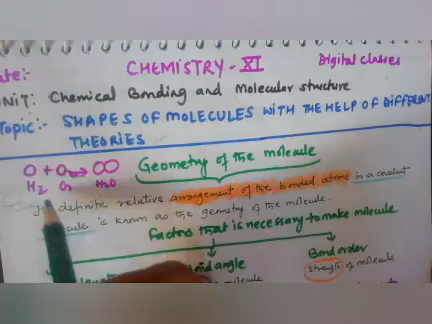 ate:- CHEMISTRY - XI Digital classes
NIT: Chemical Bonding and Molecular structure
Topic:- SHAPES OF MOLECULES WITH THE HELP OF DIFFERENT
THEORIES
O + O → OO Geometry of the molecule
H2 O2 H2O
definite relative arrangement of the bonded atoms in a covalent
cule is known as the geometry of the molecule.
Factors that is necessary to make molecule
angle Bond order
strength of molecule